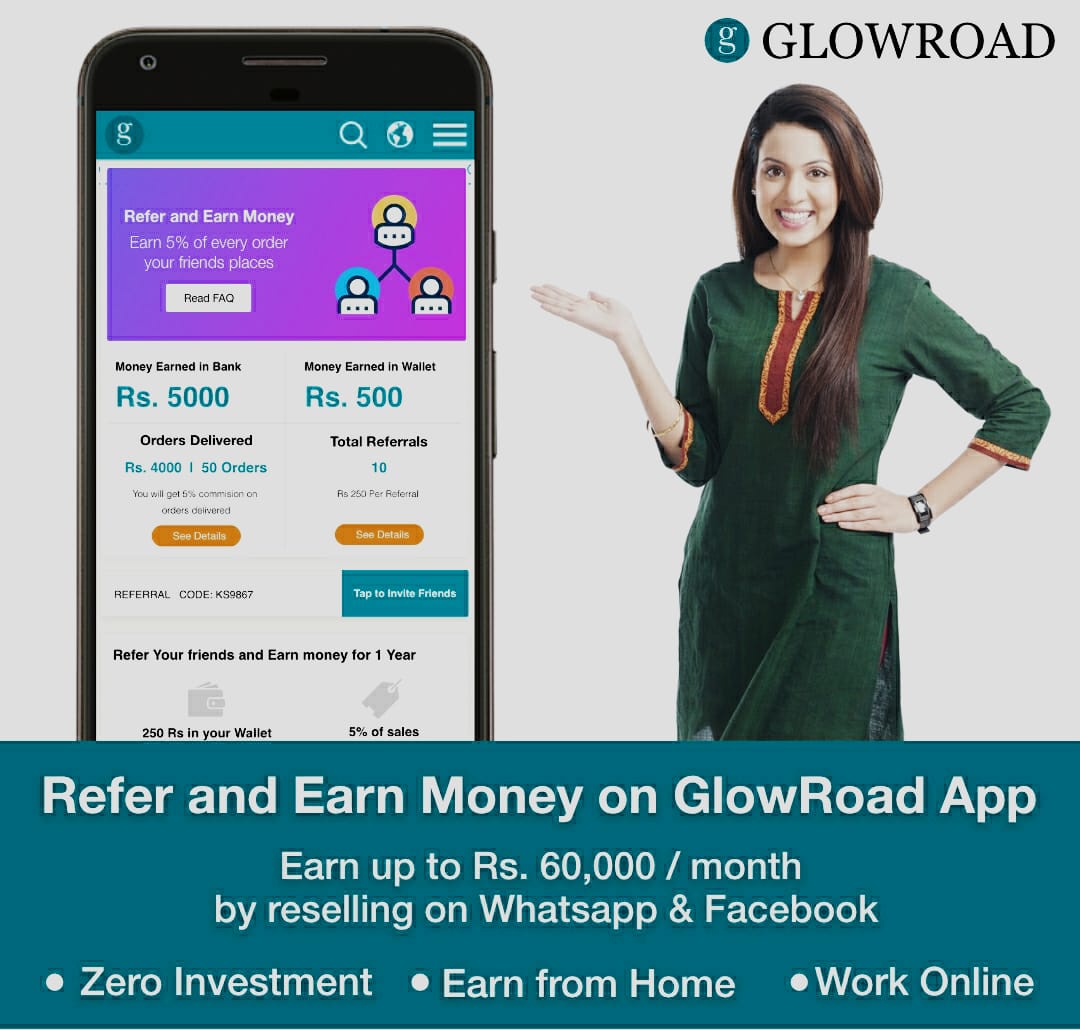 g GLOWROAD
g
Refer and Earn Money
Earn 5% of every order
your friends places
Read FAQ
Money Earned in Bank
Rs. 5000
Money Earned in Wallet
Rs. 500
Orders Delivered
Rs. 4000 | 50 Orders
You will get 5% commision on
orders delivered
See Details
Total Referrals
10
Rs 250 Per Referral
See Details
REFERRAL CODE: KS9867
Tap to Invite Friends
Refer Your friends and Earn money for 1 Year
250 Rs in your Wallet
5% of sales
Refer and Earn Money on GlowRoad App
Earn up to Rs. 60,000 / month
by reselling on Whatsapp & Facebook
• Zero Investment • Earn from Home • Work Online